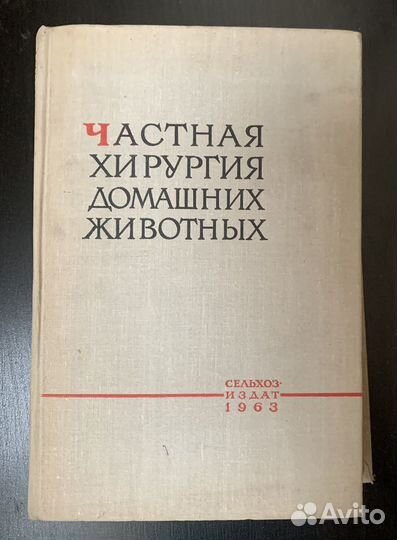 ЧАСТНАЯ
ХИРУРГИЯ
ДОМАШНИХ
ЖИВОТНЫХ
СЕЛЬХОЗ-
ИЗДАТ
1963
Avito